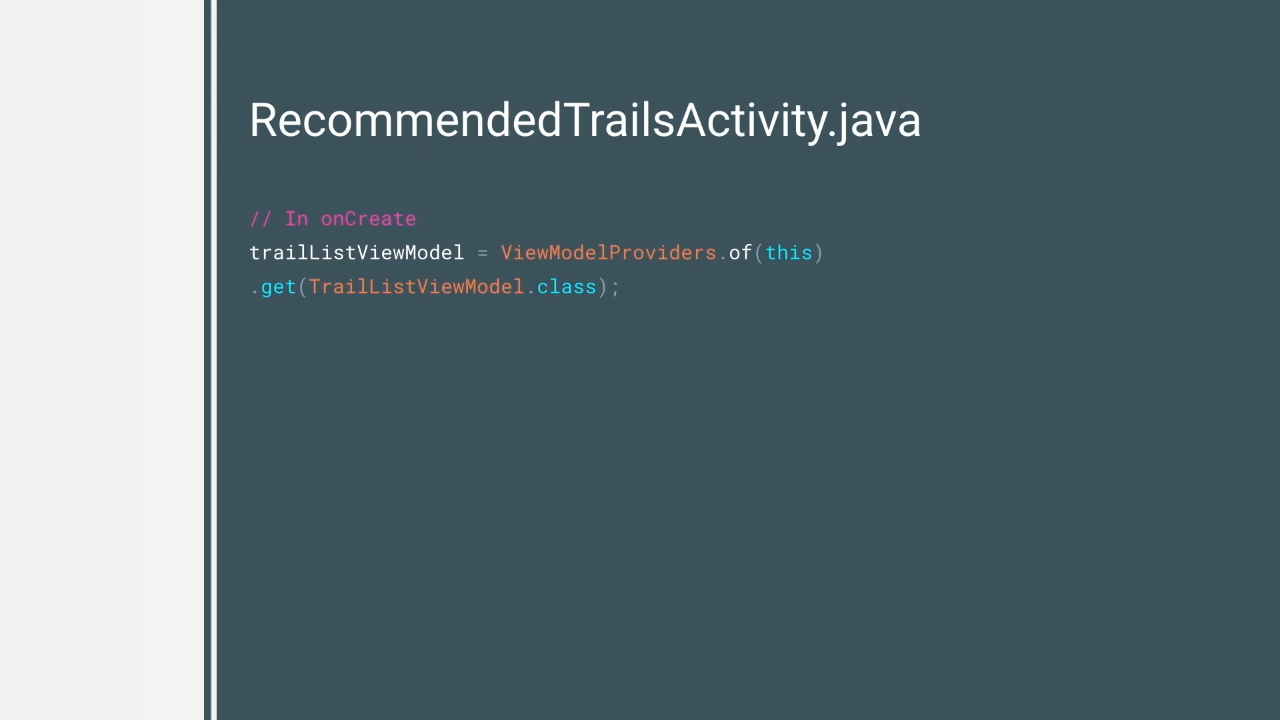 RecommendedTrailsActivity.java
// In onCreate
trailListViewModel = ViewModelProviders.of(this)
.get(TrailListViewModel.class);